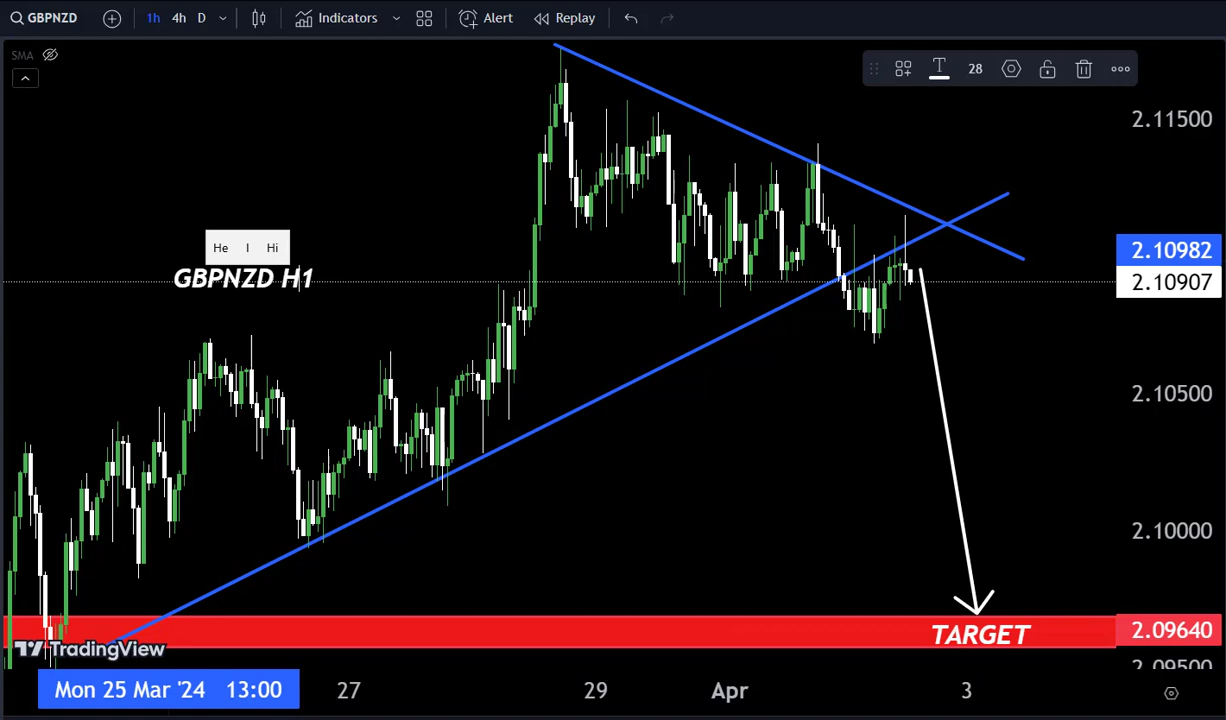 GBPNZD 1h 4h D Indicators Alert Replay
SMA
T 28
2.11500
He I Hi
GBPNZD H1
2.10982
2.10907
2.10500
2.10000
TARGET 2.09640
TradingView
2.09500
Mon 25 Mar '24 13:00 27 29 Apr 3